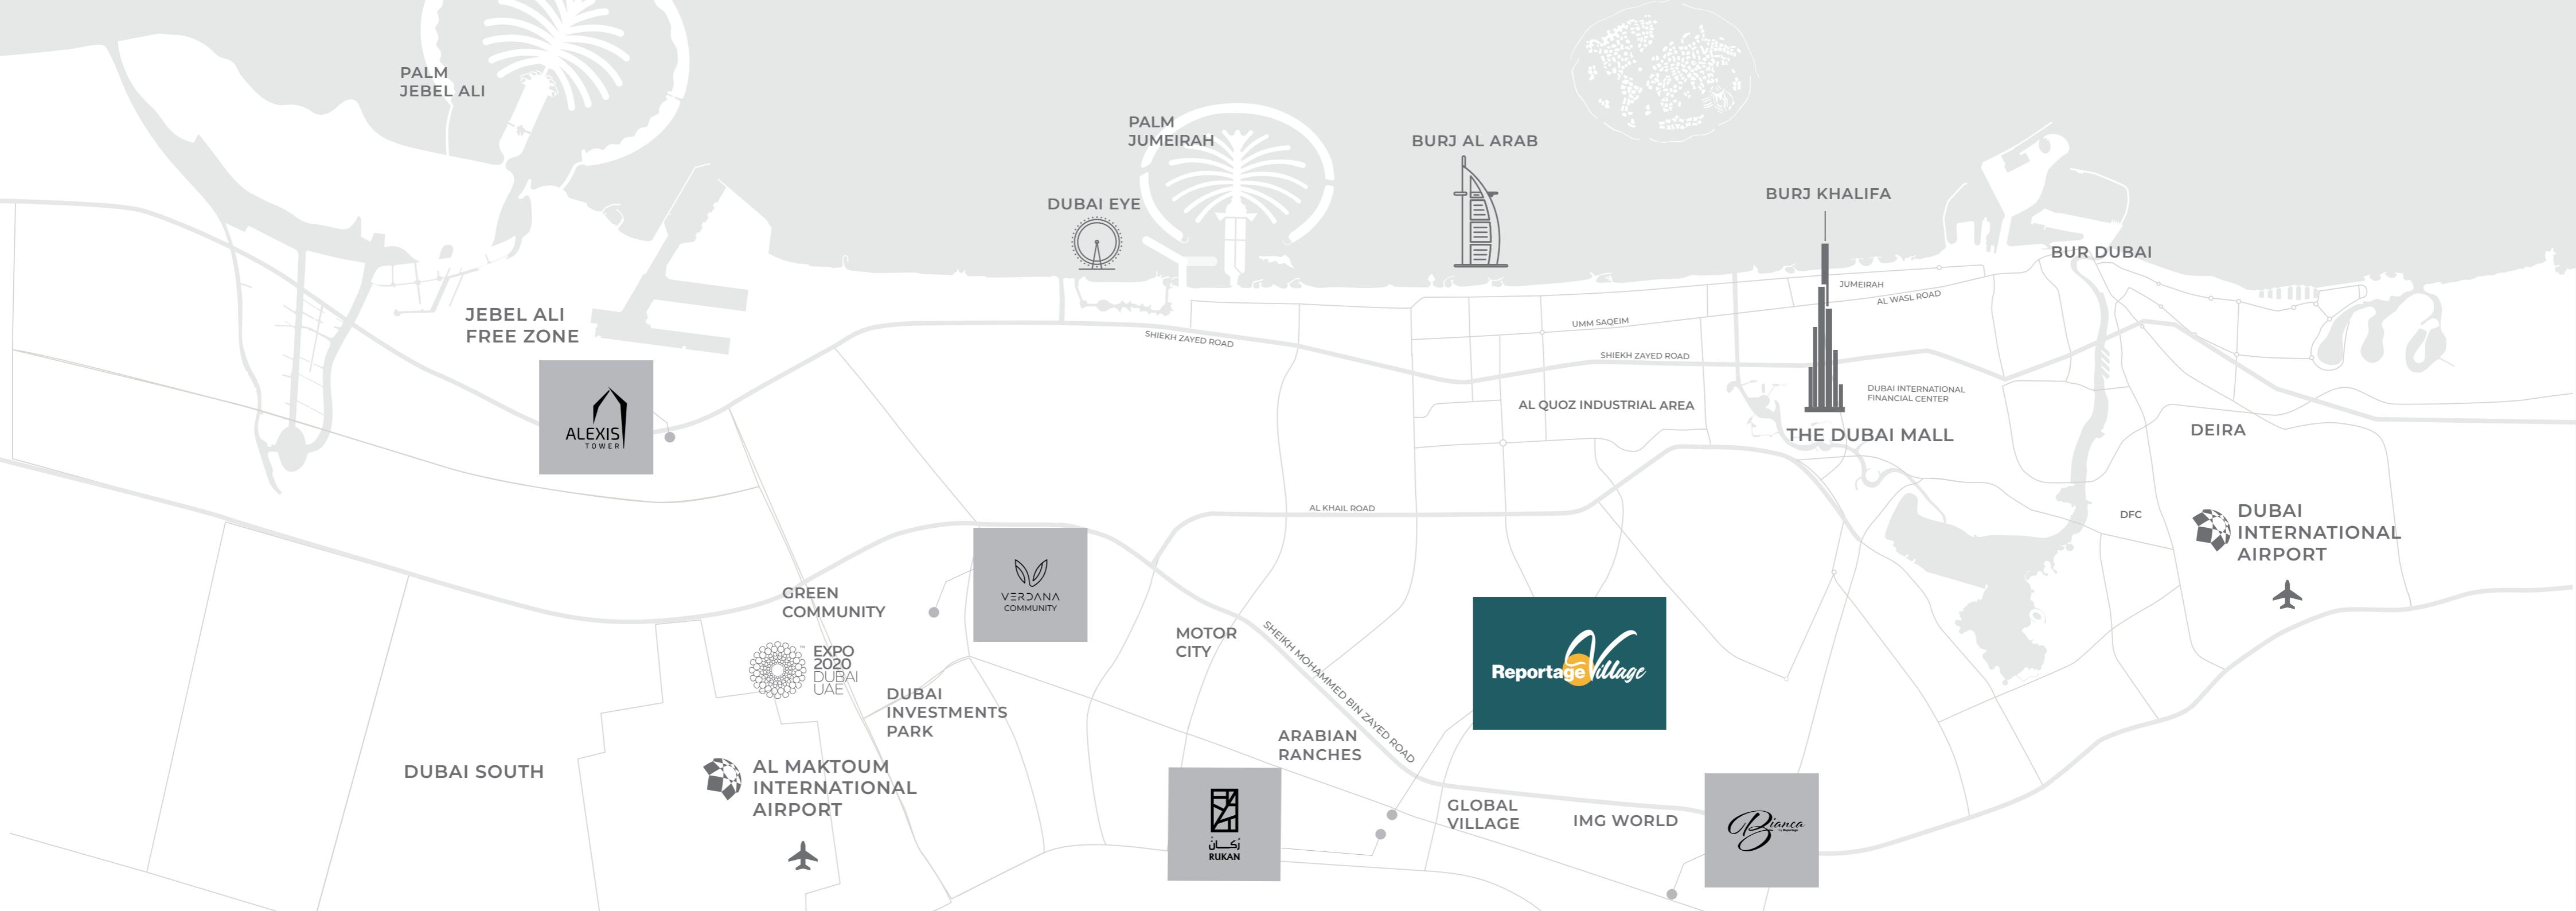 PALM
JEBEL ALI
PALM
JUMEIRAH
BURJ AL ARAB
DUBAI EYE
BURJ KHALIFA
BUR DUBAI
JUMEIRAH
AL WASL ROAD
JEBEL ALI
FREE ZONE
SHIEKH ZAYED ROAD
UMM SAQEIM
SHIEKH ZAYED ROAD
DUBAI INTERNATIONAL
FINANCIAL CENTER
AL QUOZ INDUSTRIAL AREA
THE DUBAI MALL
DEIRA
ALEXIS
TOWER
AL KHAIL ROAD
DFC
DUBAI
INTERNATIONAL
AIRPORT
GREEN
COMMUNITY
VERDANA
COMMUNITY
MOTOR
CITY
SHEIKH MOHAMMED BIN ZAYED ROAD
Reportage Village
EXPO
2020
DUBAI
UAE
TM
DUBAI
INVESTMENTS
PARK
ARABIAN
RANCHES
DUBAI SOUTH
AL MAKTOUM
INTERNATIONAL
AIRPORT
ركان
RUKAN
GLOBAL
VILLAGE
IMG WORLD
Bianca
by Reportage